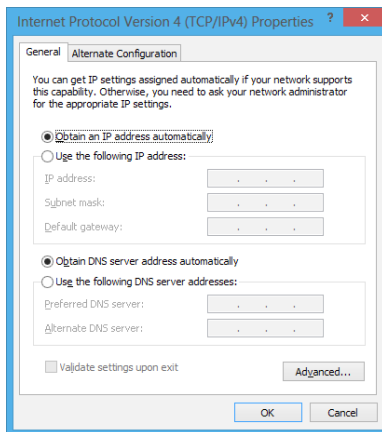 Internet Protocol Version 4 (TCP/IPv4) Properties ? ×
General Alternate Configuration
You can get IP settings assigned automatically if your network supports
this capability. Otherwise, you need to ask your network administrator
for the appropriate IP settings.
Obtain an IP address automatically
Use the following IP address:
IP address:
Subnet mask:
Default gateway:
Obtain DNS server address automatically
Use the following DNS server addresses:
Preferred DNS server:
Alternate DNS server:
Validate settings upon exit
Advanced...
OK Cancel